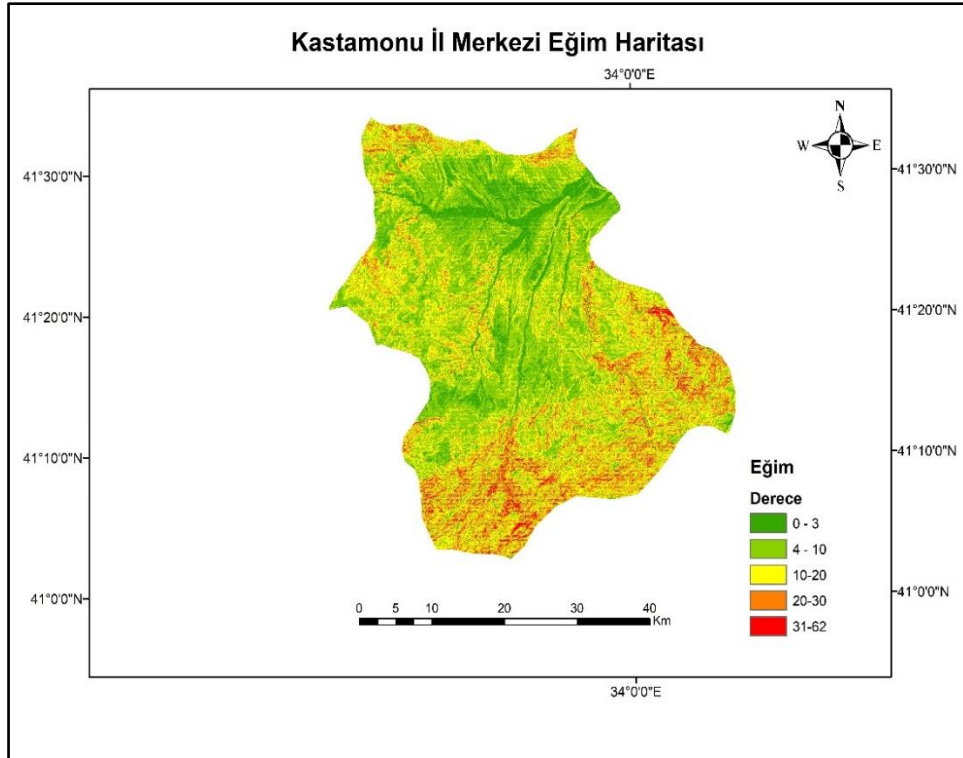 Kastamonu İl Merkezi Eğim Haritası
34°0'0"E
N
W E
S
41°30'0"N
41°30'0"N
41°20'0"N
41°20'0"N
41°10'0"N
41°10'0"N
41°0'0"N
41°0'0"N
Eğim
Derece
0 - 3
4 - 10
10-20
20-30
31-62
0 5 10 20 30 40
Km
34°0'0"E